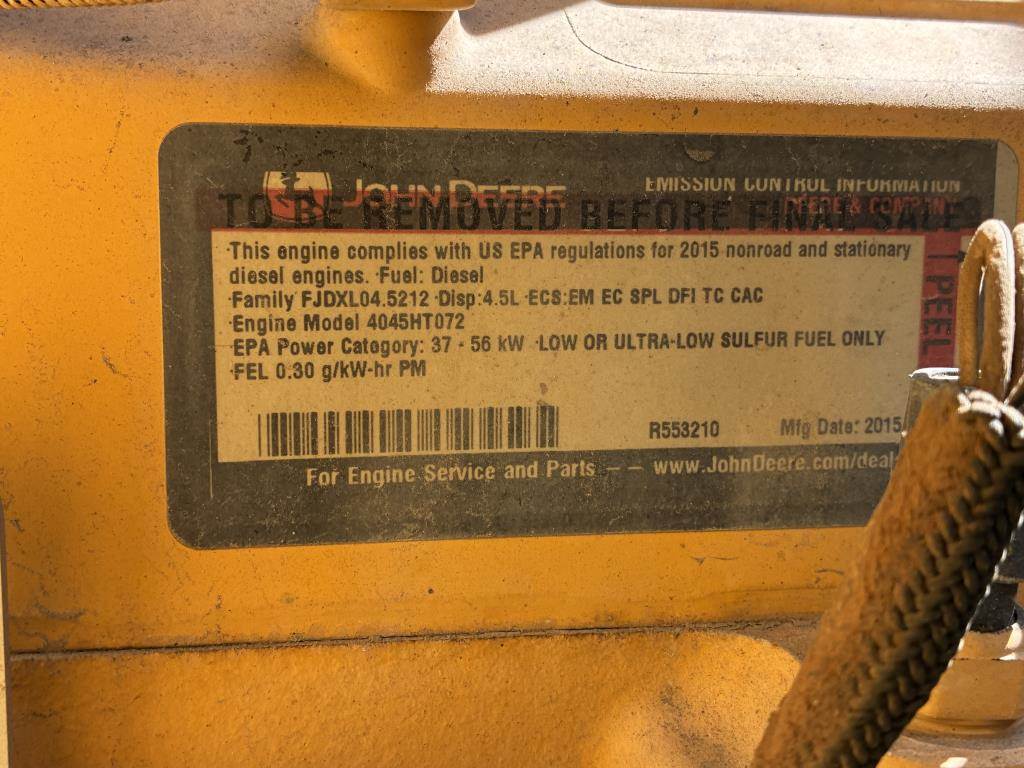 JOHN DEERE
EMISSION CONTROL INFORMATION
DEERE & COMPANY
TO BE REMOVED BEFORE FINAL SALE
·This engine complies with US EPA regulations for 2015 nonroad and stationary
diesel engines. ·Fuel: Diesel
·Family FJDXL04.5212 ·Disp:4.5L ·ECS:EM EC SPL DFI TC CAC
·Engine Model 4045HT072
·EPA Power Category: 37 - 56 kW ·LOW OR ULTRA-LOW SULFUR FUEL ONLY
·FEL 0.30 g/kW-hr PM
PEEL
R553210 Mfg Date: 2015/
For Engine Service and Parts -- www.JohnDeere.com/deal